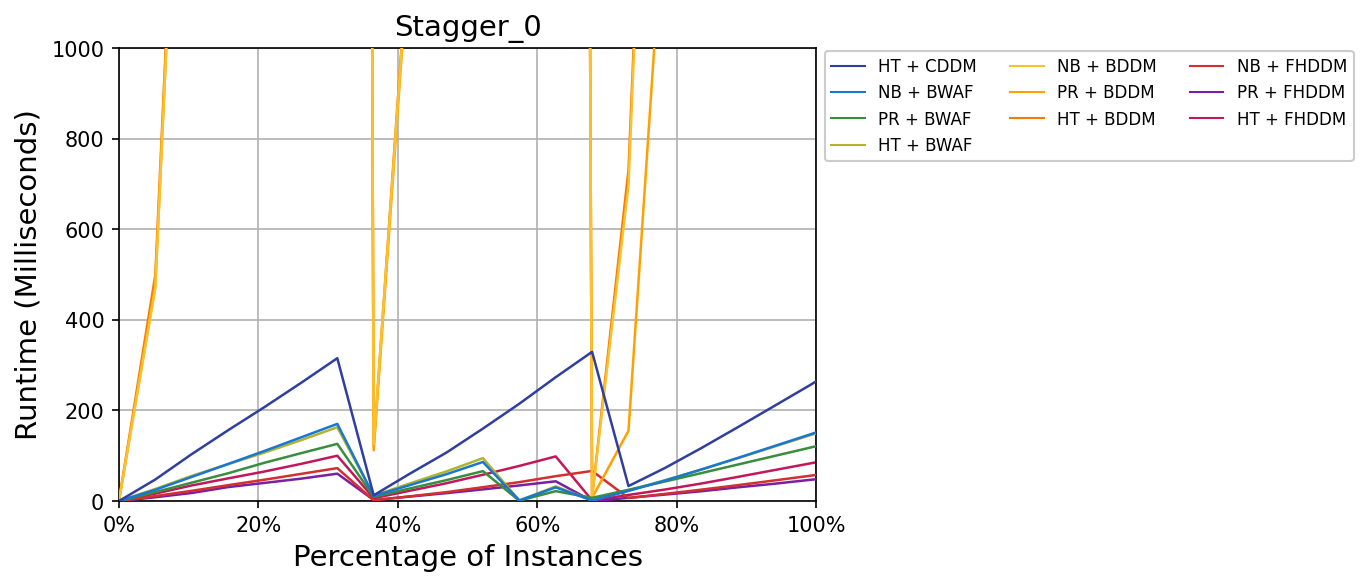 Stagger_0
Runtime (Milliseconds)
1000
800
600
400
200
0
0%
20%
40%
60%
80%
100%
Percentage of Instances
HT + CDDM
NB + BWAF
PR + BWAF
HT + BWAF
NB + BDDM
PR + BDDM
HT + BDDM
NB + FHDDM
PR + FHDDM
HT + FHDDM